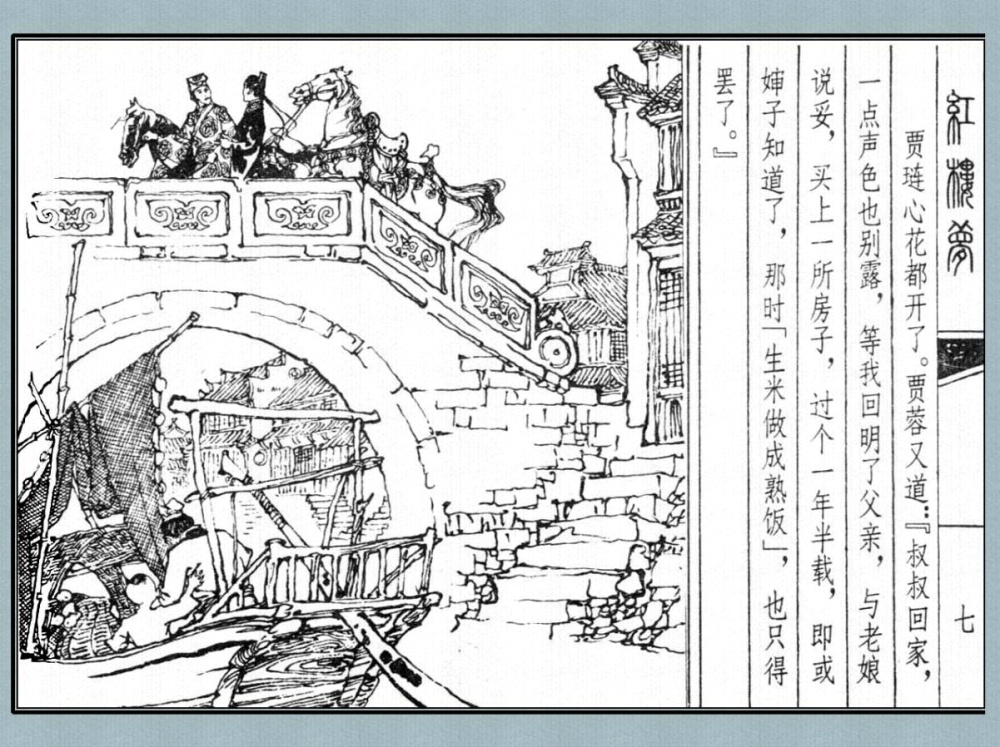 紅樓夢
七
贾琏心花都开了。贾蓉又道：『叔叔回家，
一点声色也别露，等我回明了父亲，与老娘
说妥，买上一所房子，过个一年半载，即或
婶子知道了，那时「生米做成熟饭」，也只得
罢了。』